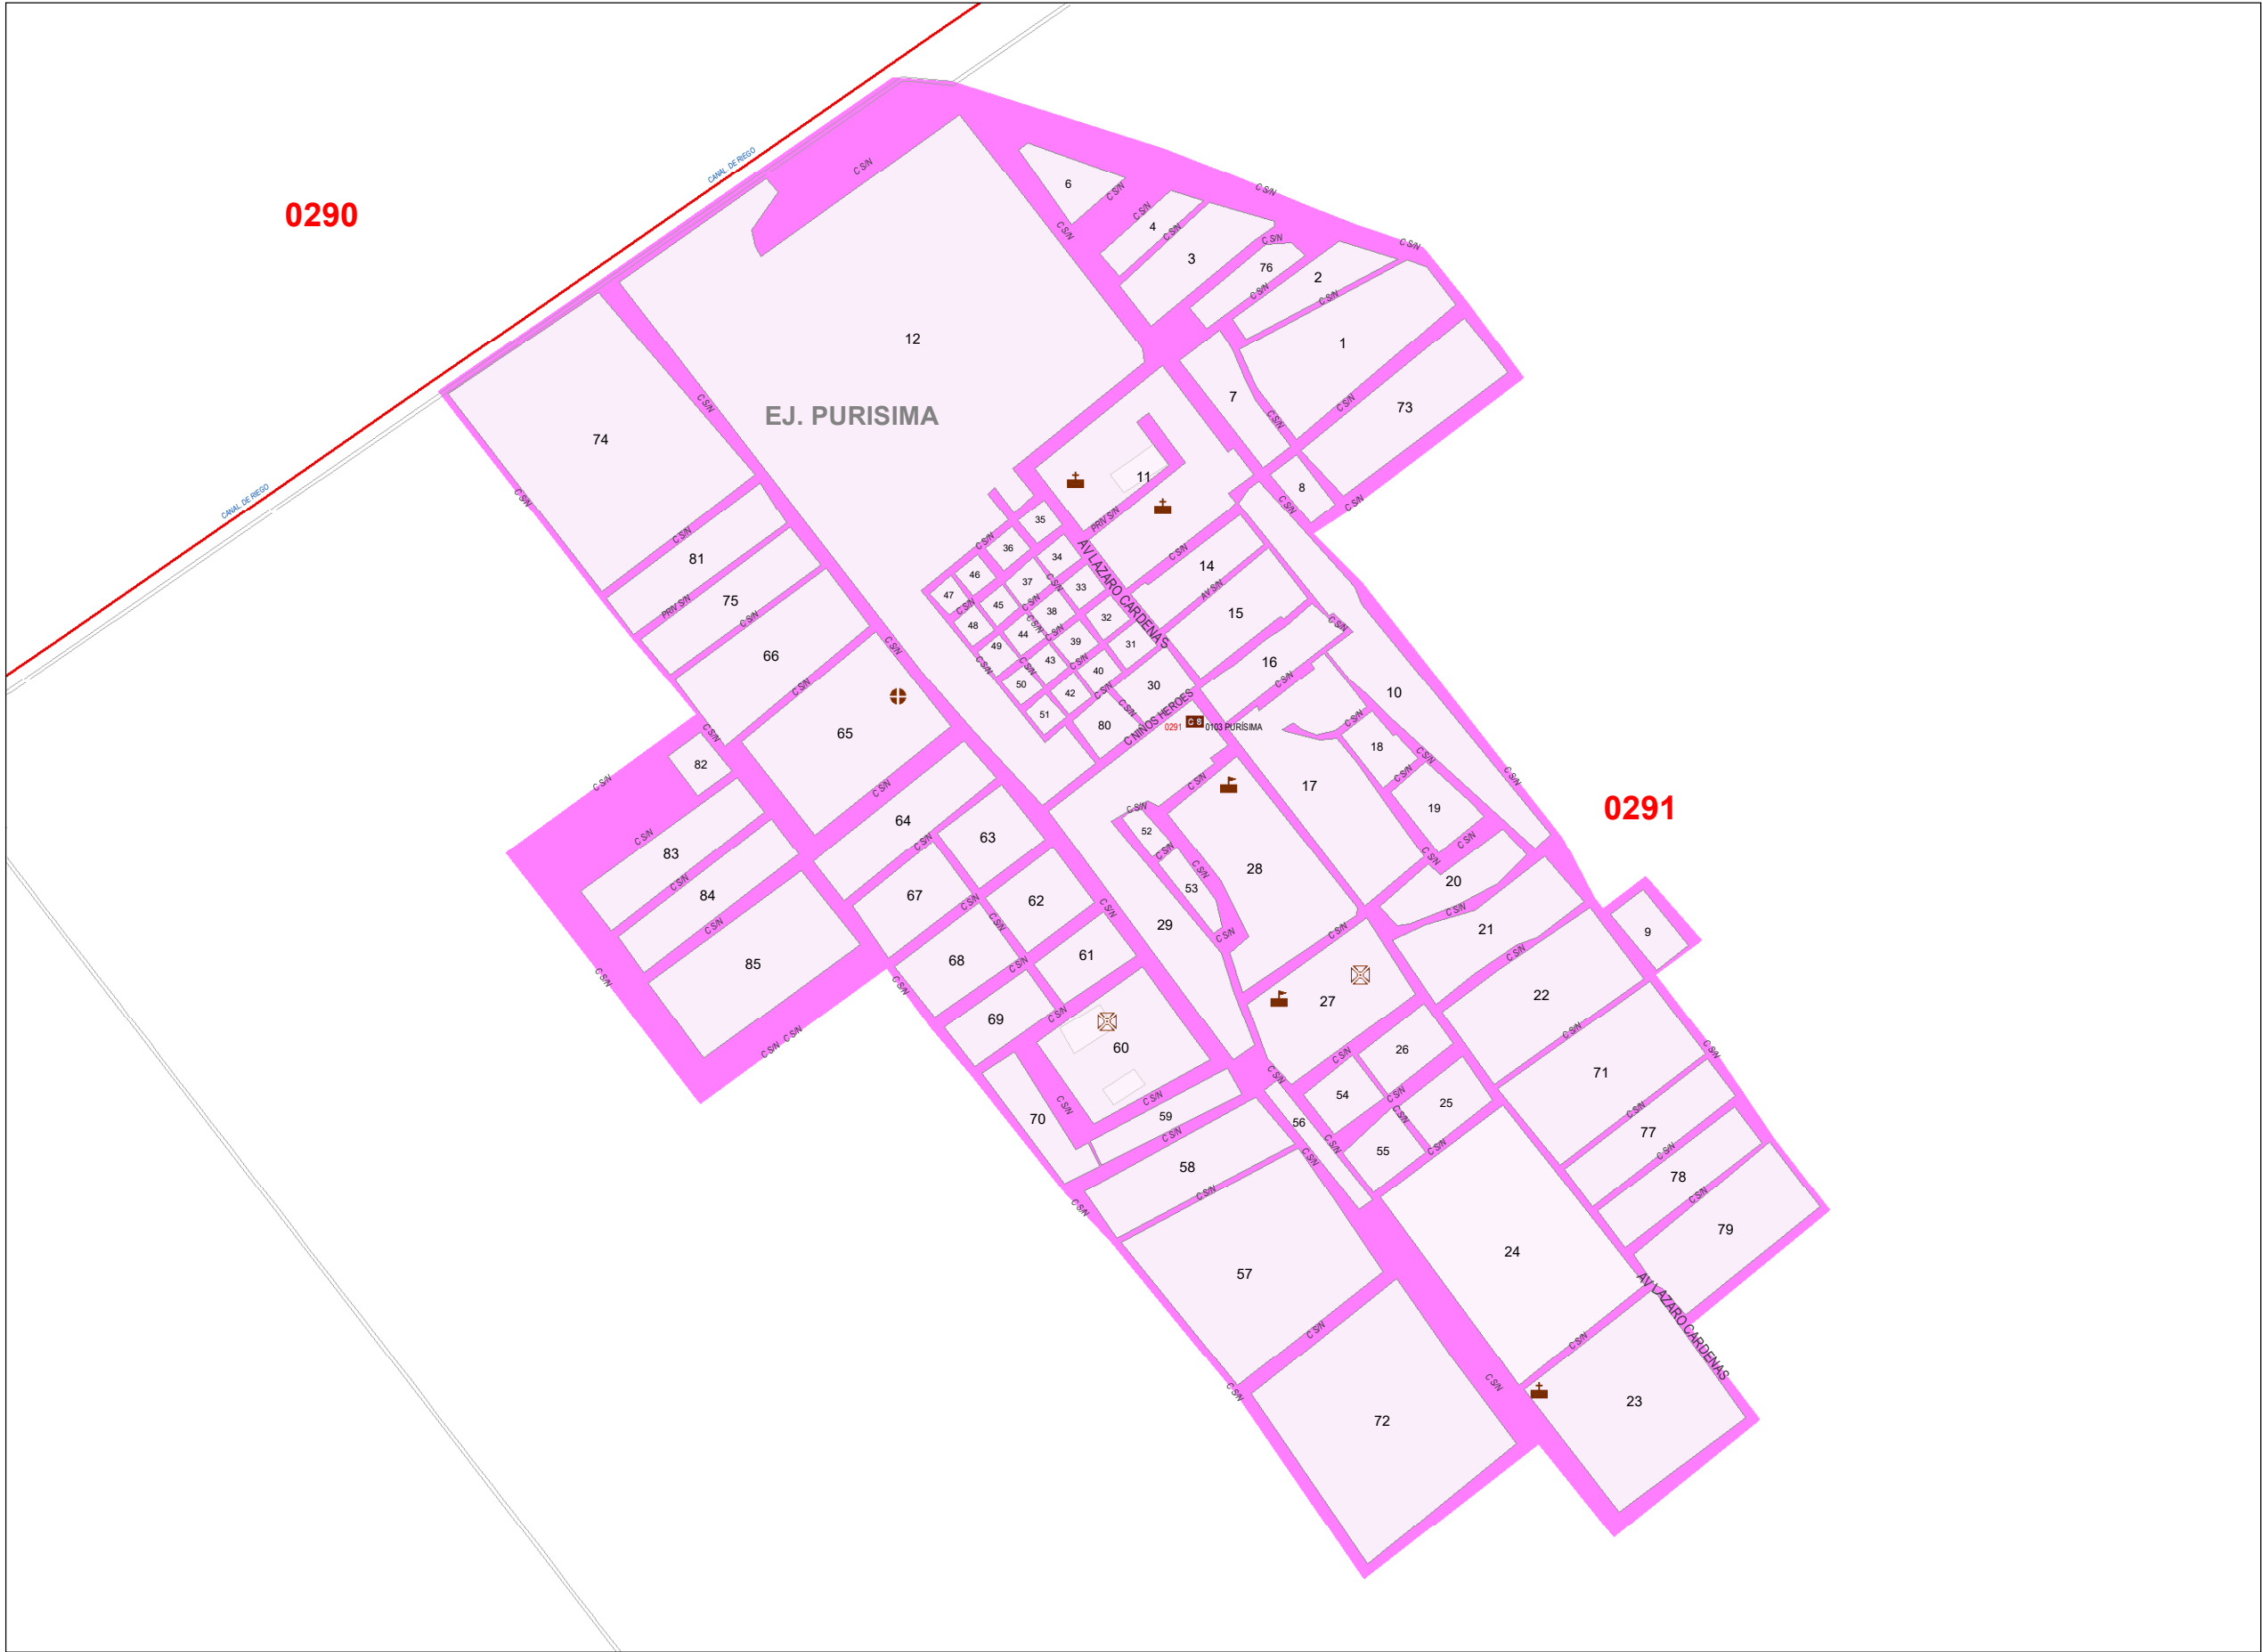 0290
CANAL DE RIEGO
C S/N
C S/N
6
C S/N
C S/N
C S/N
4
C S/N
C S/N
3
C S/N
C S/N
76
2
C S/N
C S/N
12
1
C S/N
7
73
EJ. PURISIMA
C S/N
C S/N
74
11
8
CANAL DE RIEGO
C S/N
C S/N
C S/N
PRIV S/N
35
C S/N
36
C S/N
34
C S/N
81
AV LAZARO CARDENAS
14
46
37
C S/N
33
AV S/N
47
75
PRIV S/N
C S/N
45
C S/N
38
15
C S/N
48
44
C S/N
C S/N
32
C S/N
49
39
31
C S/N
66
43
C S/N
C S/N
C S/N
40
16
50
C S/N
30
C S/N
10
C S/N
42
C S/N
51
C S/N
C NIÑOS HEROES
80
0291
C 8
0103 PURÍSIMA
C S/N
65
18
C S/N
C S/N
82
C S/N
C S/N
C S/N
17
C S/N
C S/N
C S/N
0291
19
64
52
63
C S/N
C S/N
83
C S/N
C S/N
C S/N
C S/N
28
20
C S/N
53
84
67
62
C S/N
C S/N
C S/N
C S/N
C S/N
29
C S/N
C S/N
21
9
85
68
61
C S/N
C S/N
C S/N
C S/N
27
22
69
C S/N
C S/N
60
C S/N
C S/N
C S/N
26
C S/N
C S/N
71
C S/N
70
C S/N
59
54
C S/N
25
C S/N
C S/N
56
C S/N
77
C S/N
55
C S/N
C S/N
C S/N
58
78
C S/N
C S/N
C S/N
79
24
57
AV LAZARO CARDENAS
C S/N
C S/N
C S/N
C S/N
23
72